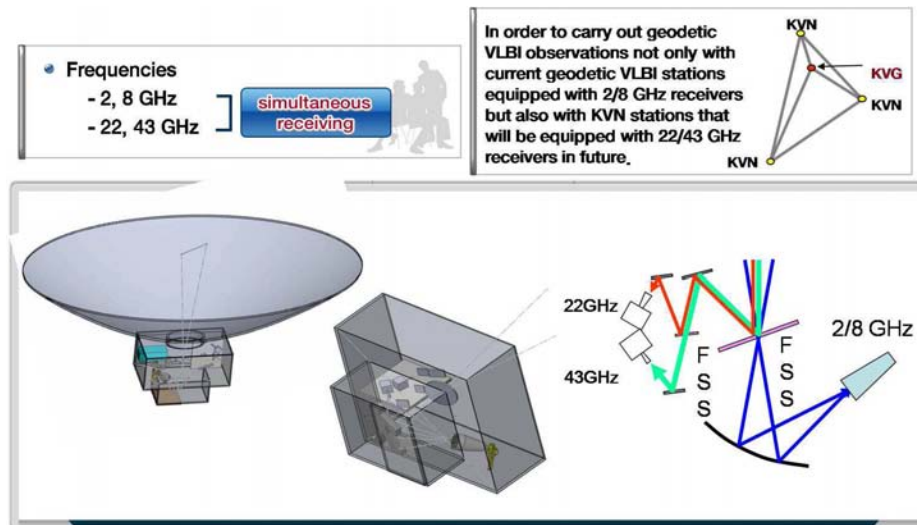 Frequencies
- 2, 8 GHz
- 22, 43 GHz
simultaneous
receiving
In order to carry out geodetic
VLBI observations not only with
current geodetic VLBI stations
equipped with 2/8 GHz receivers
but also with KVN stations that
will be equipped with 22/43 GHz
receivers in future.
KVN
KVG
KVN
KVN
22GHz
43GHz
FSS
FSS
2/8 GHz